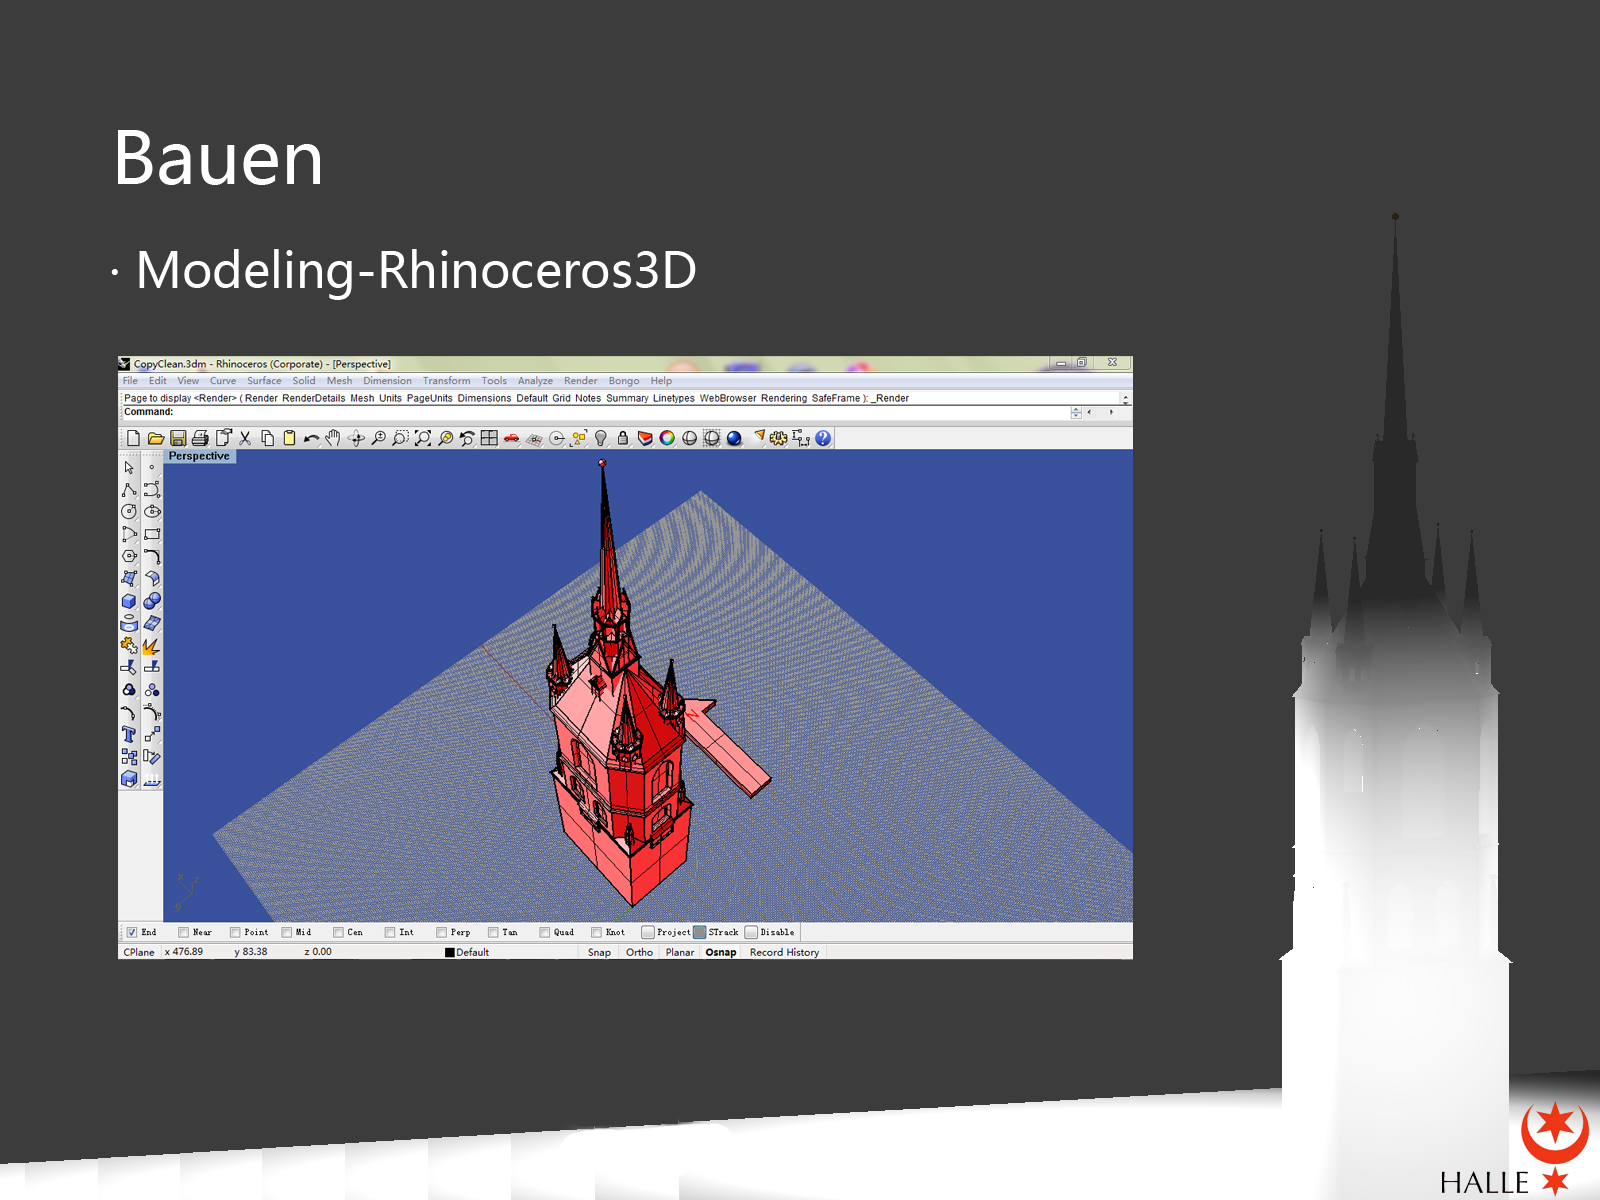 Bauen
· Modeling-Rhinoceros3D
CopyClean.3dm - Rhinoceros (Corporate) - [Perspective]
File Edit View Curve Surface Solid Mesh Dimension Transform Tools Analyze Render Bongo Help
Page to display <Render> ( Render RenderDetails Mesh Units PageUnits Dimensions Default Grid Notes Summary Linetypes WebBrowser Rendering SafeFrame ): _Render
Command:
Perspective
N
End Near Point Mid Cen Int Perp Tan Quad Knot Project STrack Disable
CPlane x 476.89 y 83.38 z 0.00 Default Snap Ortho Planar Osnap Record History
HALLE